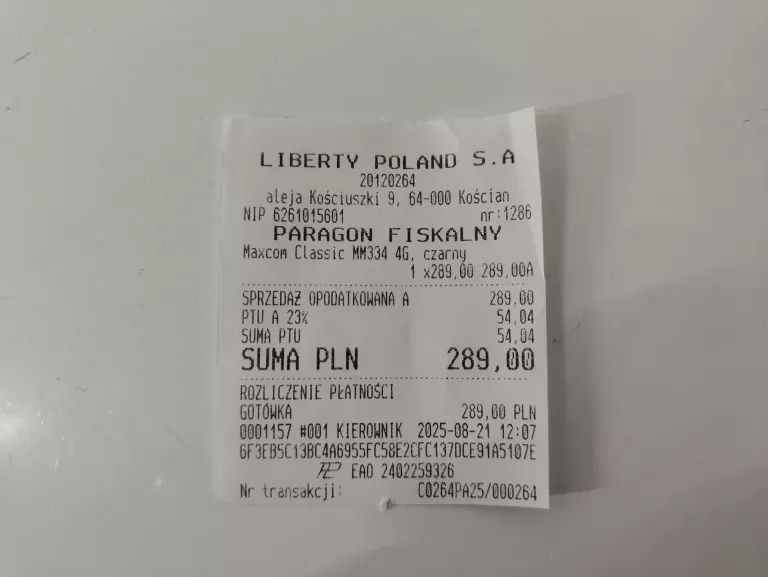 LIBERTY POLAND S.A
20120264
aleja Kościuszki 9, 64-000 Kościan
NIP 6261015601 nr:1286
PARAGON FISKALNY
Maxcom Classic MM334 4G, czarny
1 x289,00 289,00A
SPRZEDAŻ OPODATKOWANA A 289,00
PTU A 23% 54,04
SUMA PTU 54,04
SUMA PLN 289,00
ROZLICZENIE PŁATNOŚCI
GOTÓWKA 289,00 PLN
0001157 #001 KIEROWNIK 2025-08-21 12:07
6F3EB5C13BC4A6955FC58E2CFC137DCE91A5107E
EAO 2402259326
Nr transakcji: C0264PA25/000264